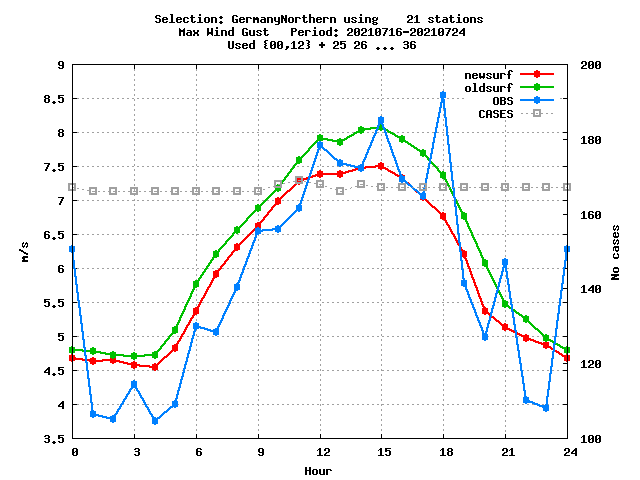 Selection: GermanyNorthern using    21 stations
Max Wind Gust   Period: 20210716-20210724
Used {00,12} + 25 26 ... 36
newsurf
oldsurf
OBS
CASES
9
8.5
8
7.5
7
6.5
6
5.5
5
4.5
4
3.5
m/s
200
180
160
140
120
100
No cases
0 3 6 9 12 15 18 21 24
Hour